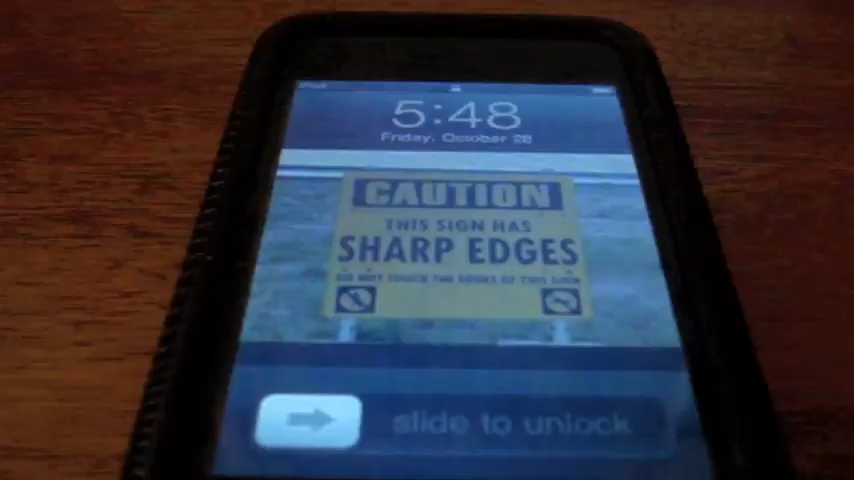 iPod
5:48
Friday, October 28
CAUTION
THIS SIGN HAS
SHARP EDGES
DO NOT TOUCH THE EDGES OF THIS SIGN
slide to unlock